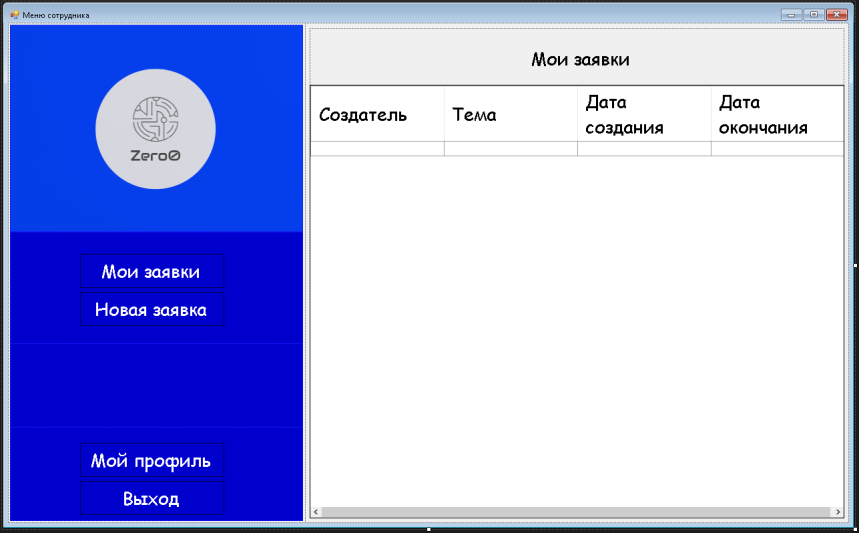 Меню сотрудника
Zero0
Мои заявки
Новая заявка
Мой профиль
Выход
Мои заявки
Создатель
Тема
Дата
создания
Дата
окончания